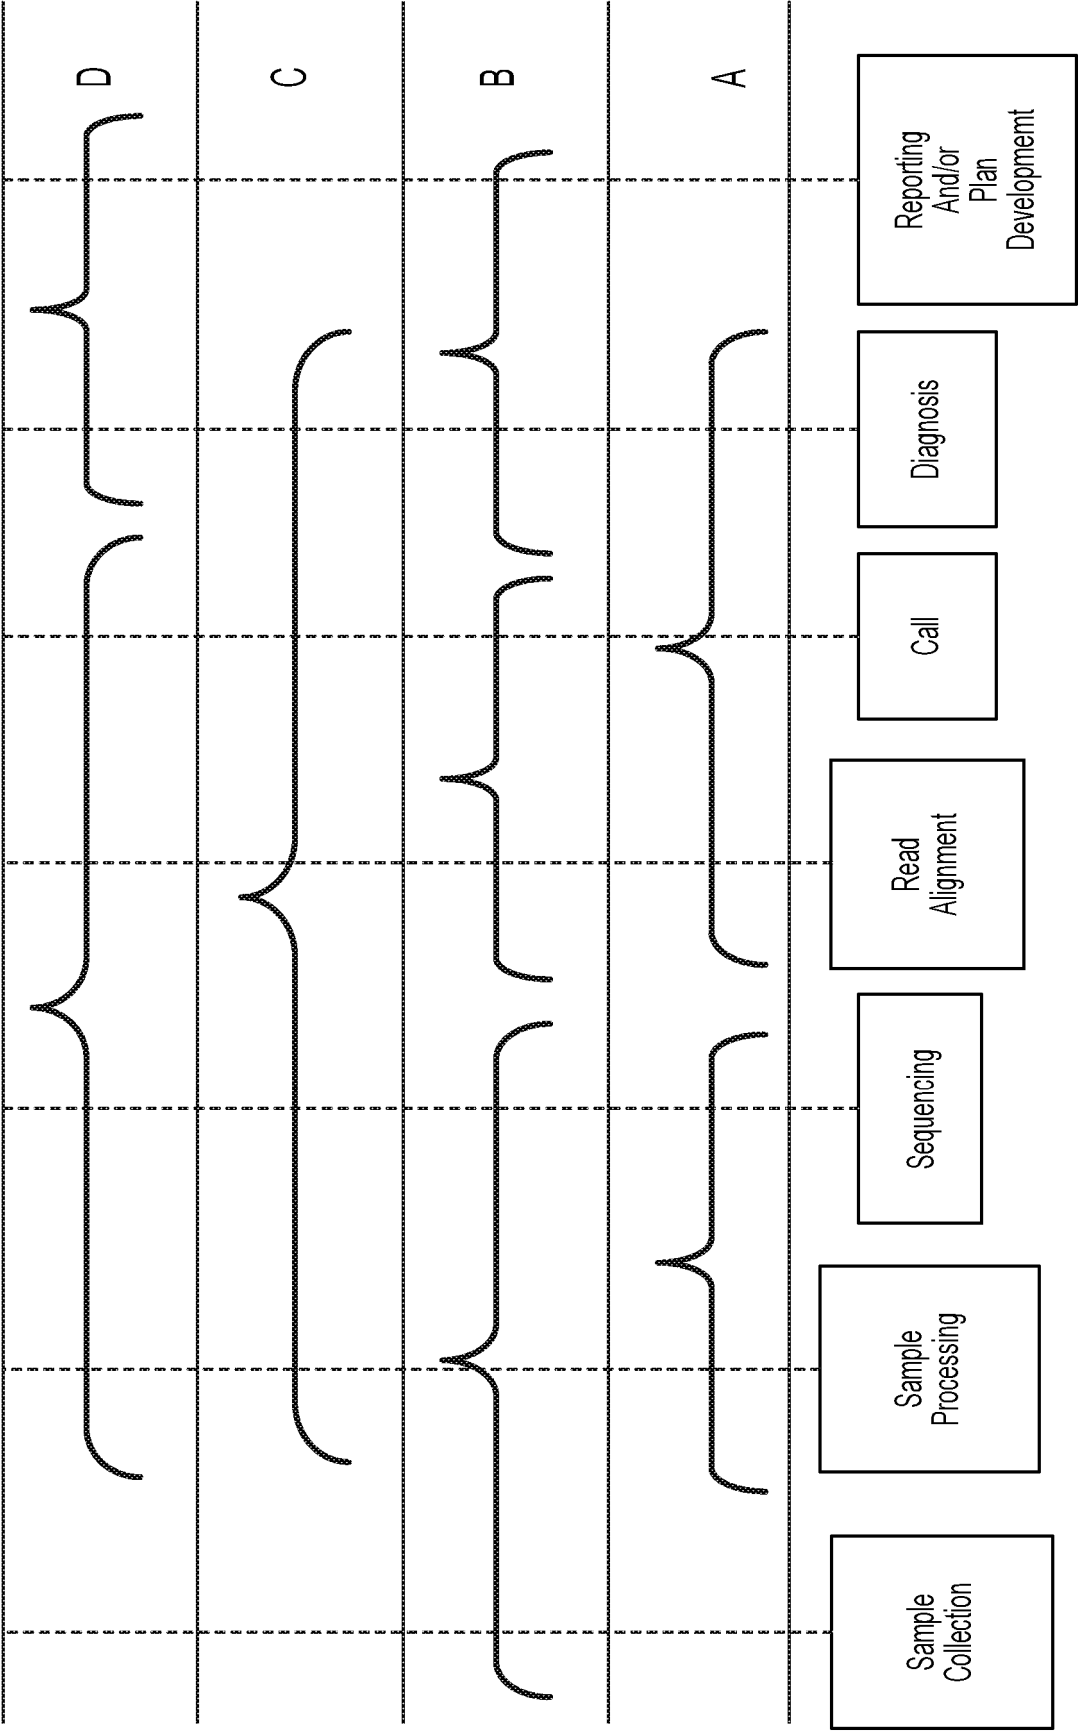 D
C
B
A
Sample
Collection
Sample
Processing
Sequencing
Read
Alignment
Call
Diagnosis
Reporting
And/or
Plan
Developmemt